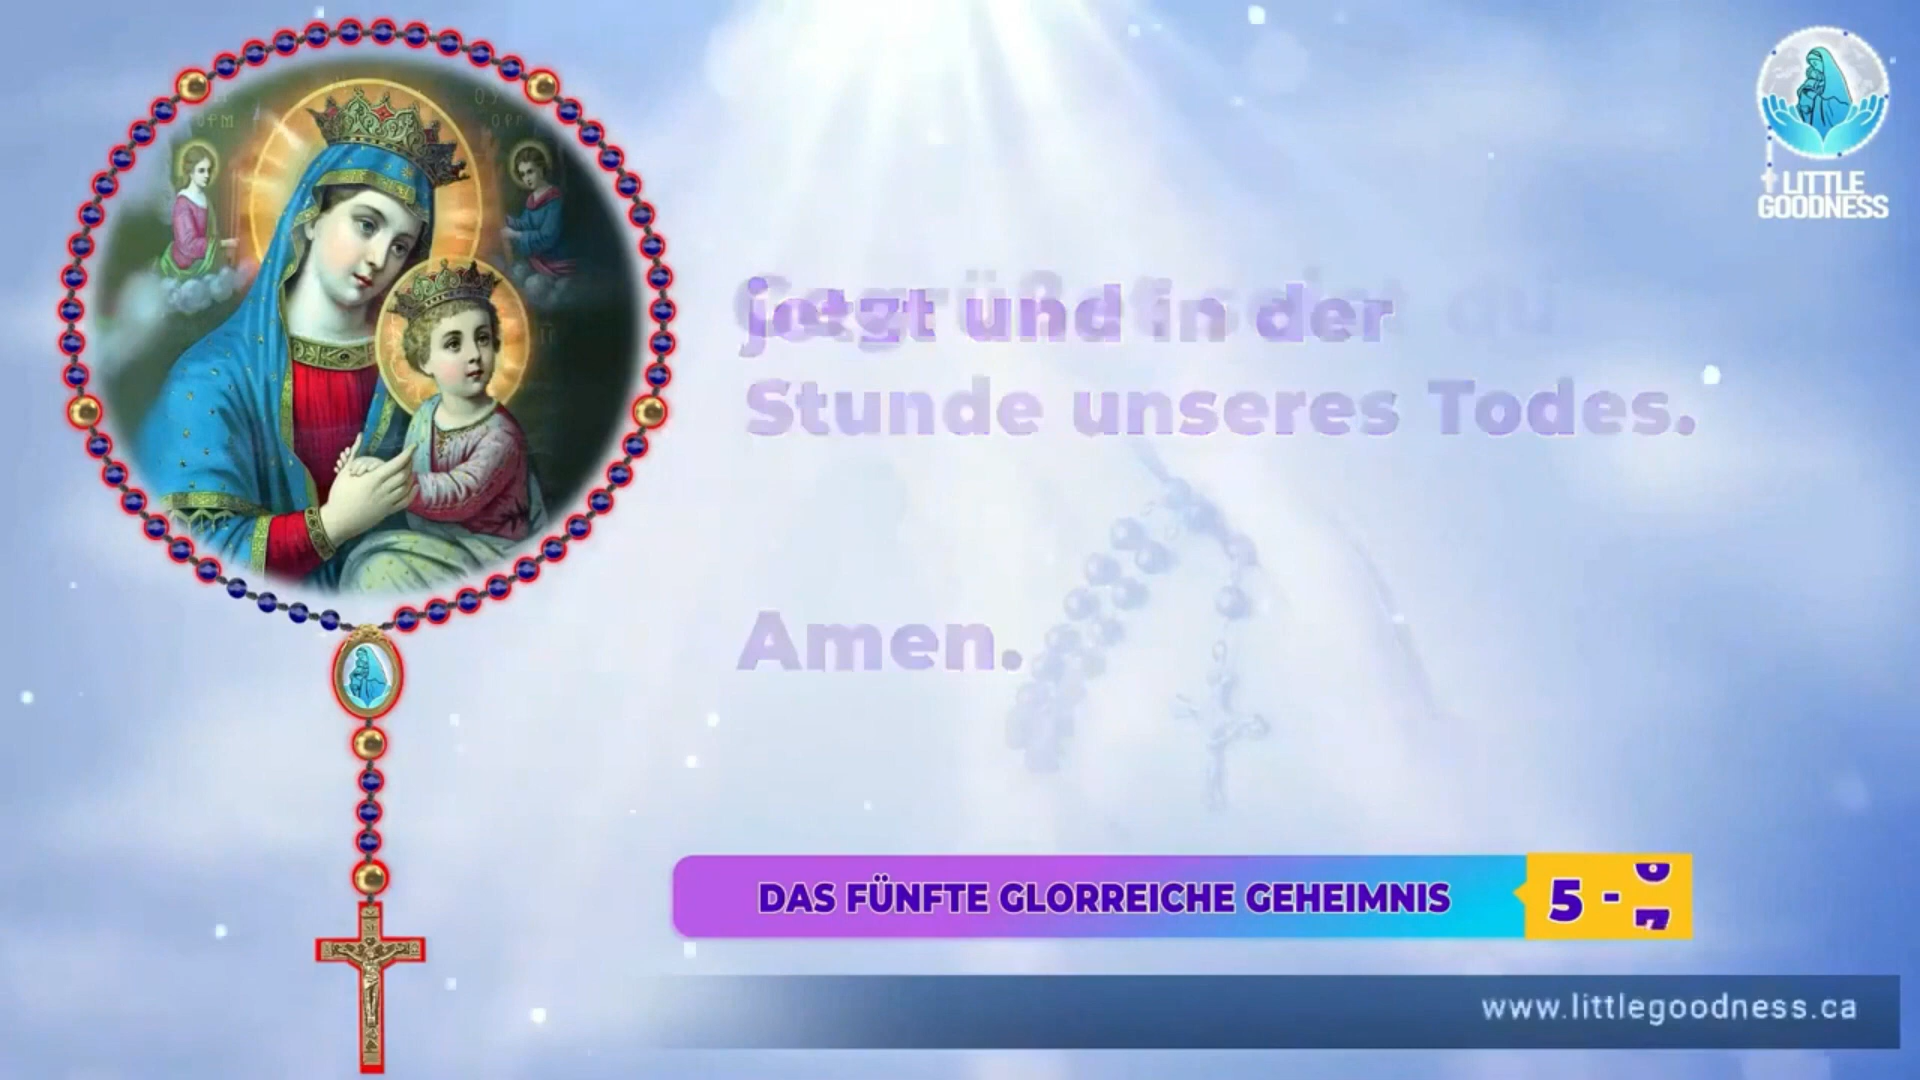 LITTLE
GOODNESS
jetzt und in der
Stunde unseres Todes.
Amen.
DAS FÜNFTE GLORREICHE GEHEIMNIS
5 -
www.littlegoodness.ca